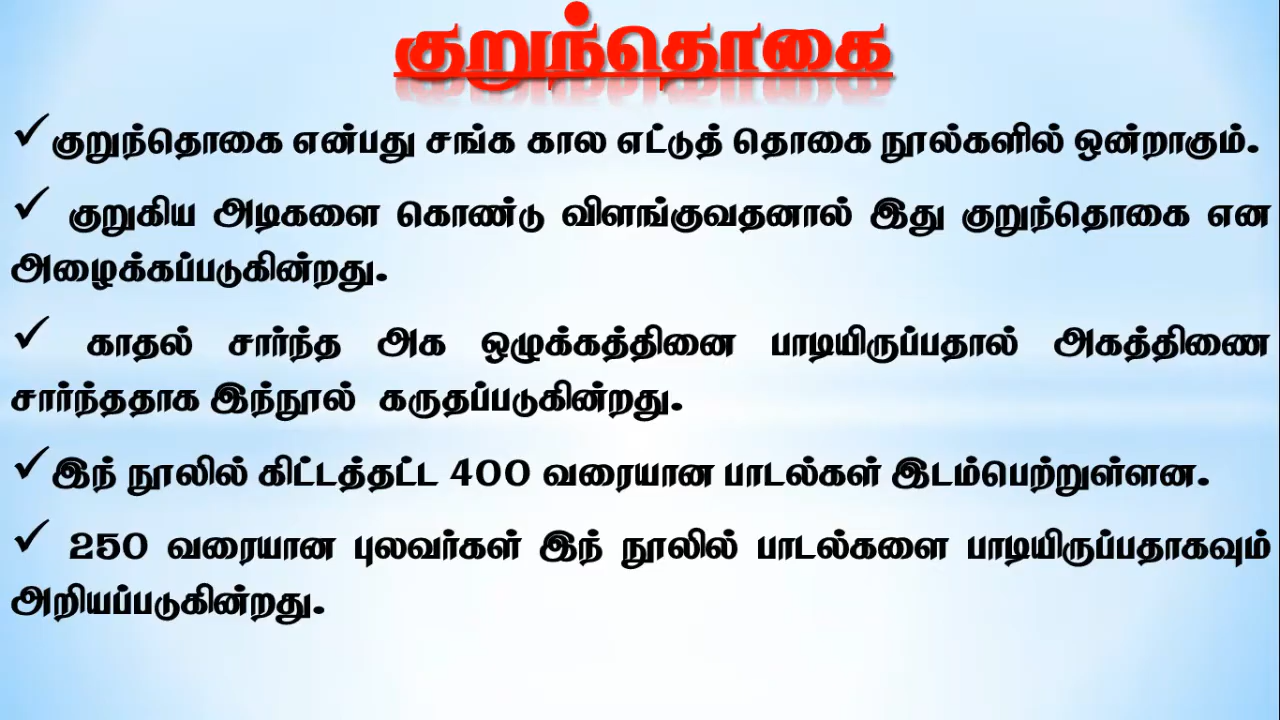 குறுந்தொகை
✓குறுந்தொகை என்பது சங்க கால எட்டுத் தொகை நூல்களில் ஒன்றாகும்.
✓ குறுகிய அடிகளை கொண்டு விளங்குவதனால் இது குறுந்தொகை என
அழைக்கப்படுகின்றது.
✓ காதல் சார்ந்த அக ஒழுக்கத்தினை பாடியிருப்பதால் அகத்திணை
சார்ந்ததாக இந்நூல் கருதப்படுகின்றது.
✓இந் நூலில் கிட்டத்தட்ட 400 வரையான பாடல்கள் இடம்பெற்றுள்ளன.
✓ 250 வரையான புலவர்கள் இந் நூலில் பாடல்களை பாடியிருப்பதாகவும்
அறியப்படுகின்றது.